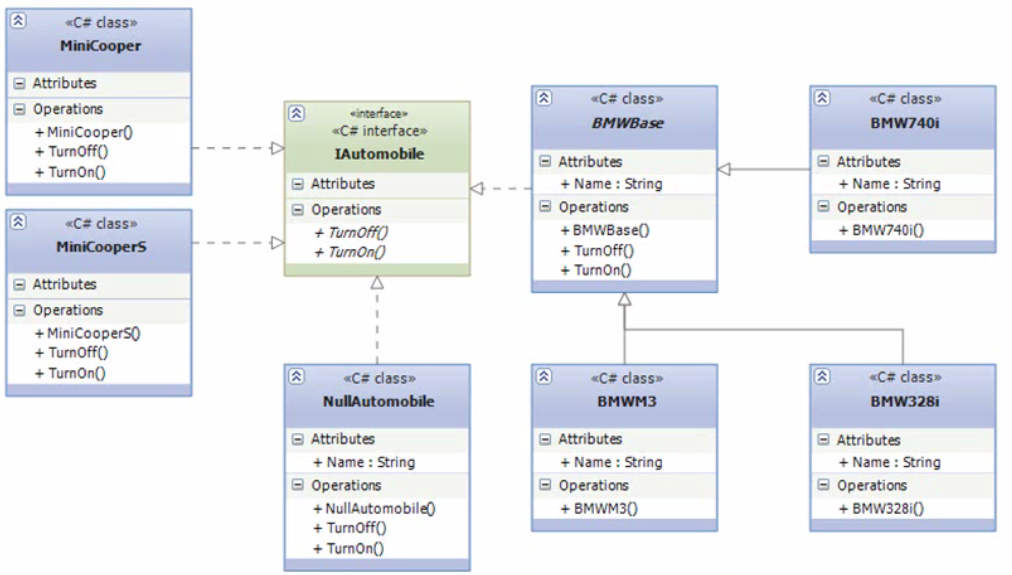 «C# class»
MiniCooper
Attributes
Operations
+ MiniCooper()
+ TurnOff()
+ TurnOn()
«C# class»
MiniCooperS
Attributes
Operations
+ MiniCooperS()
+ TurnOff()
+ TurnOn()
«interface»
«C# interface»
IAutomobile
Attributes
Operations
+ TurnOff()
+ TurnOn()
«C# class»
NullAutomobile
Attributes
+ Name : String
Operations
+ NullAutomobile()
+ TurnOff()
+ TurnOn()
«C# class»
BMWBase
Attributes
+ Name : String
Operations
+ BMWBase()
+ TurnOff()
+ TurnOn()
«C# class»
BMW740i
Attributes
+ Name : String
Operations
+ BMW740i()
«C# class»
BMWM3
Attributes
+ Name : String
Operations
+ BMWM3()
«C# class»
BMW328i
Attributes
+ Name : String
Operations
+ BMW328i()